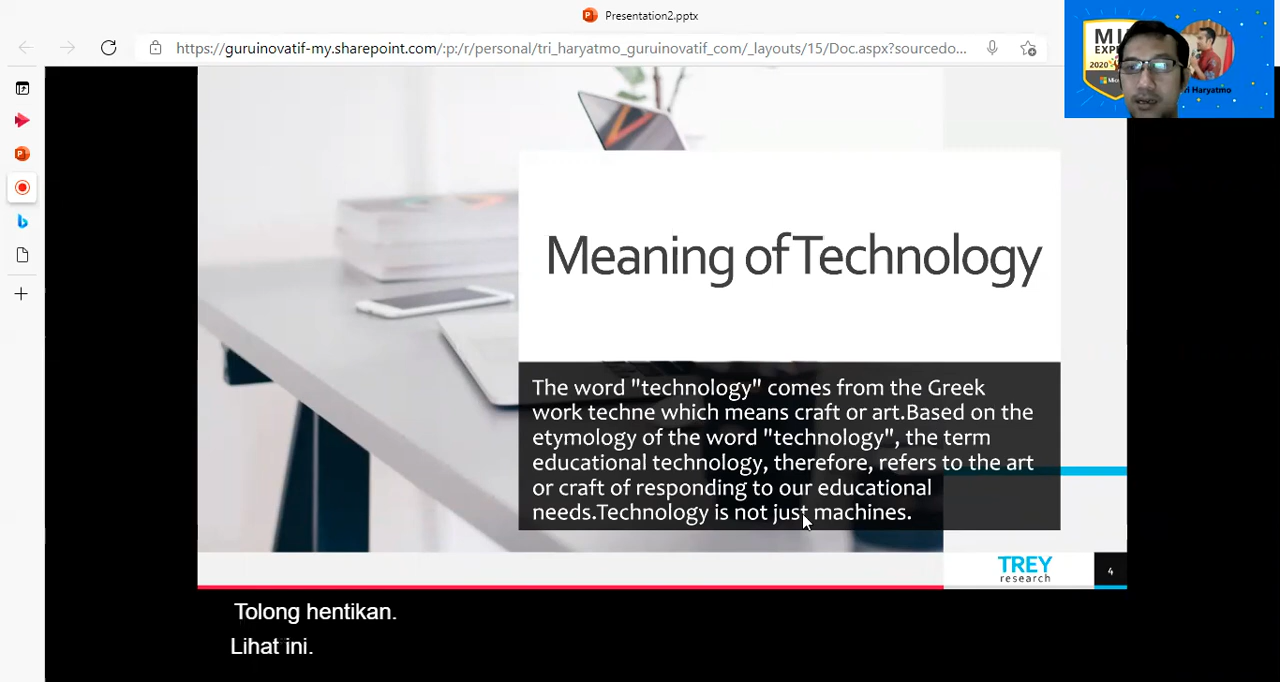 Presentation2.pptx
https://guruinovatif-my.sharepoint.com/:p:/r/personal/tri_haryatmo_guruinovatif_com/_layouts/15/Doc.aspx?sourcedo...
2020
Haryatmo
Meaning of Technology
The word "technology" comes from the Greek
work techne which means craft or art.Based on the
etymology of the word "technology", the term
educational technology, therefore, refers to the art
or craft of responding to our educational
needs.Technology is not just machines.
TREY
research
4
Tolong hentikan.
Lihat ini.